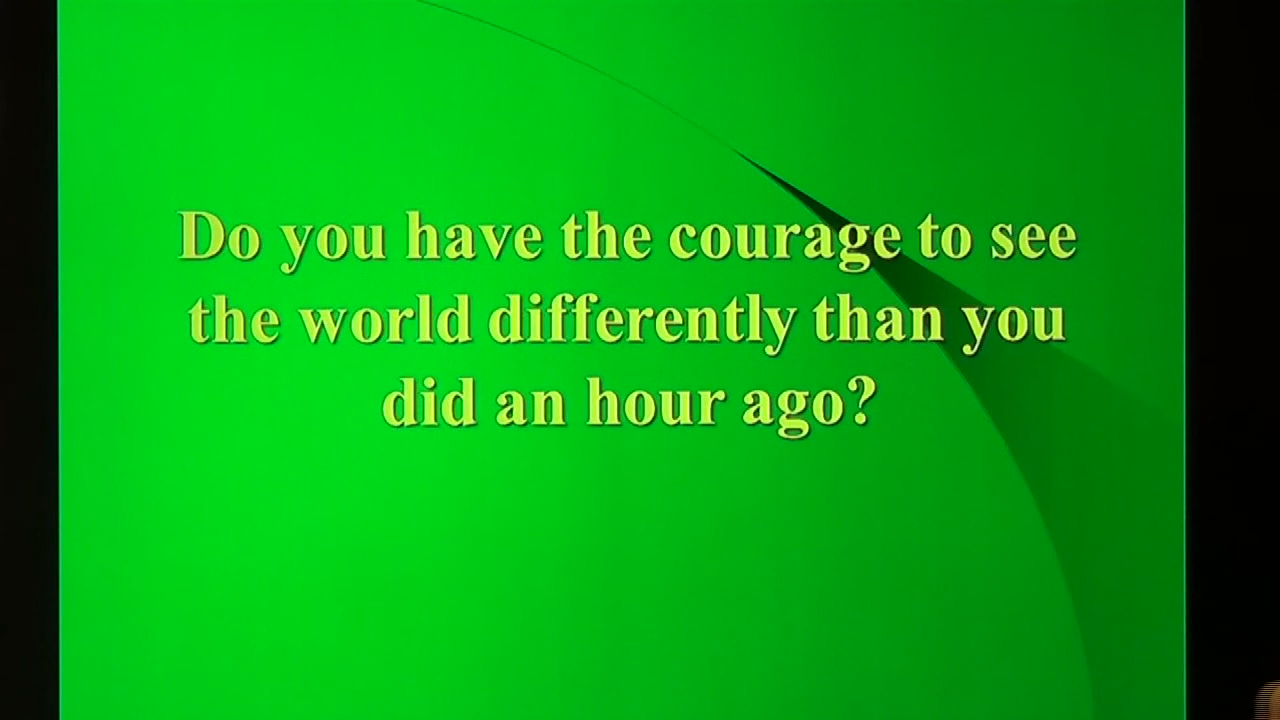 Do you have the courage to see
the world differently than you
did an hour ago?